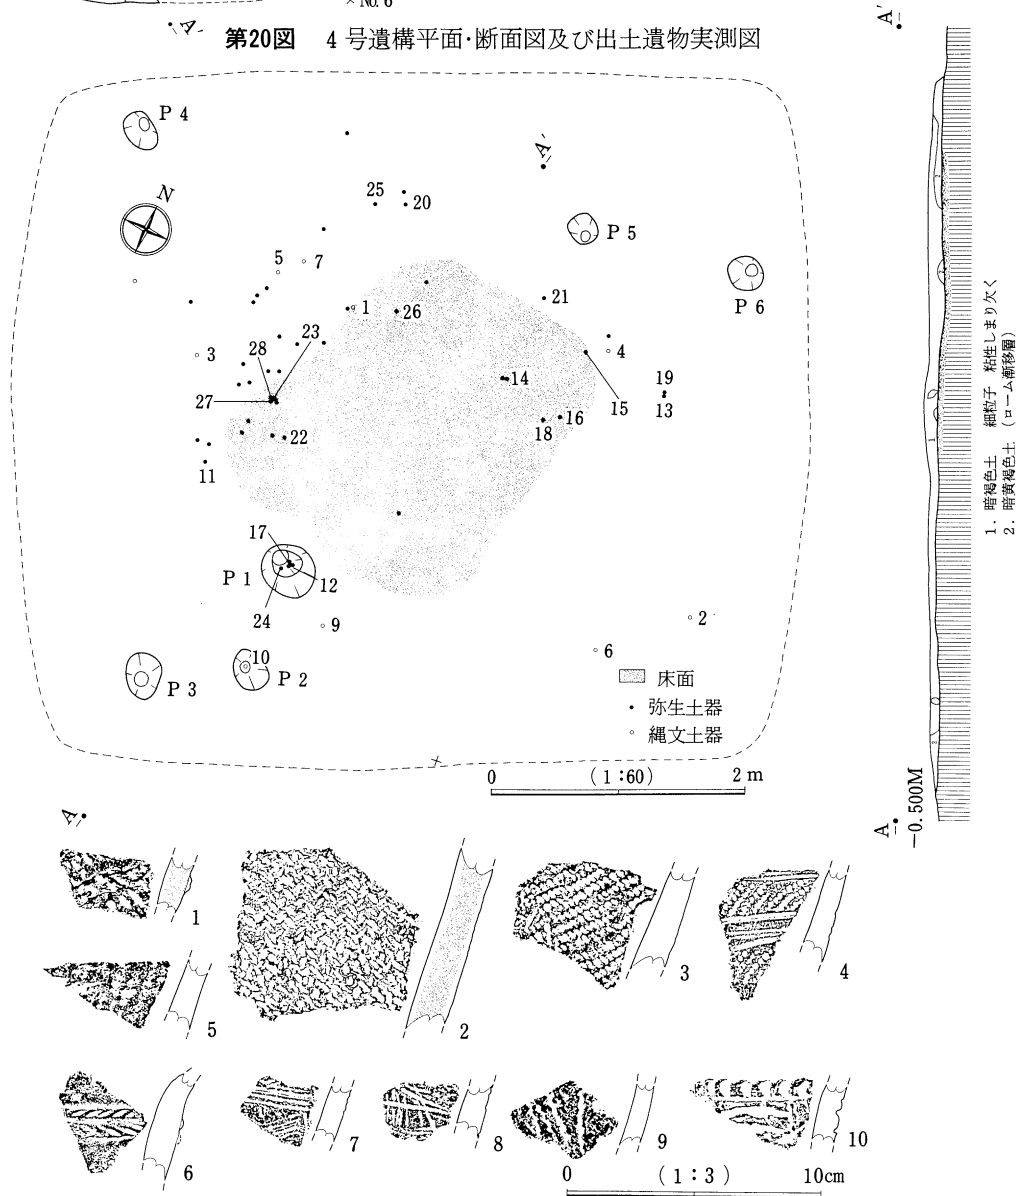 × No. 6
A′
第20図 4号遺構平面・断面図及び出土遺物実測図
A′
P 4
N
A′
25
20
P 5
5
7
P 6
21
1
26
23
28
3
4
14
19
27
15
13
16
18
22
11
17
P 1
12
24
9
2
10
6
P 3
P 2
床面
弥生土器
縄文土器
0 (1:60) 2 m
A
A
−0.500M
1. 暗褐色土 細粒子 粘性しまり欠く
2. 暗黄褐色土 (ローム漸移層)
2
1
2
1
2
3
4
5
6
7
8
9
10
0 (1:3) 10cm